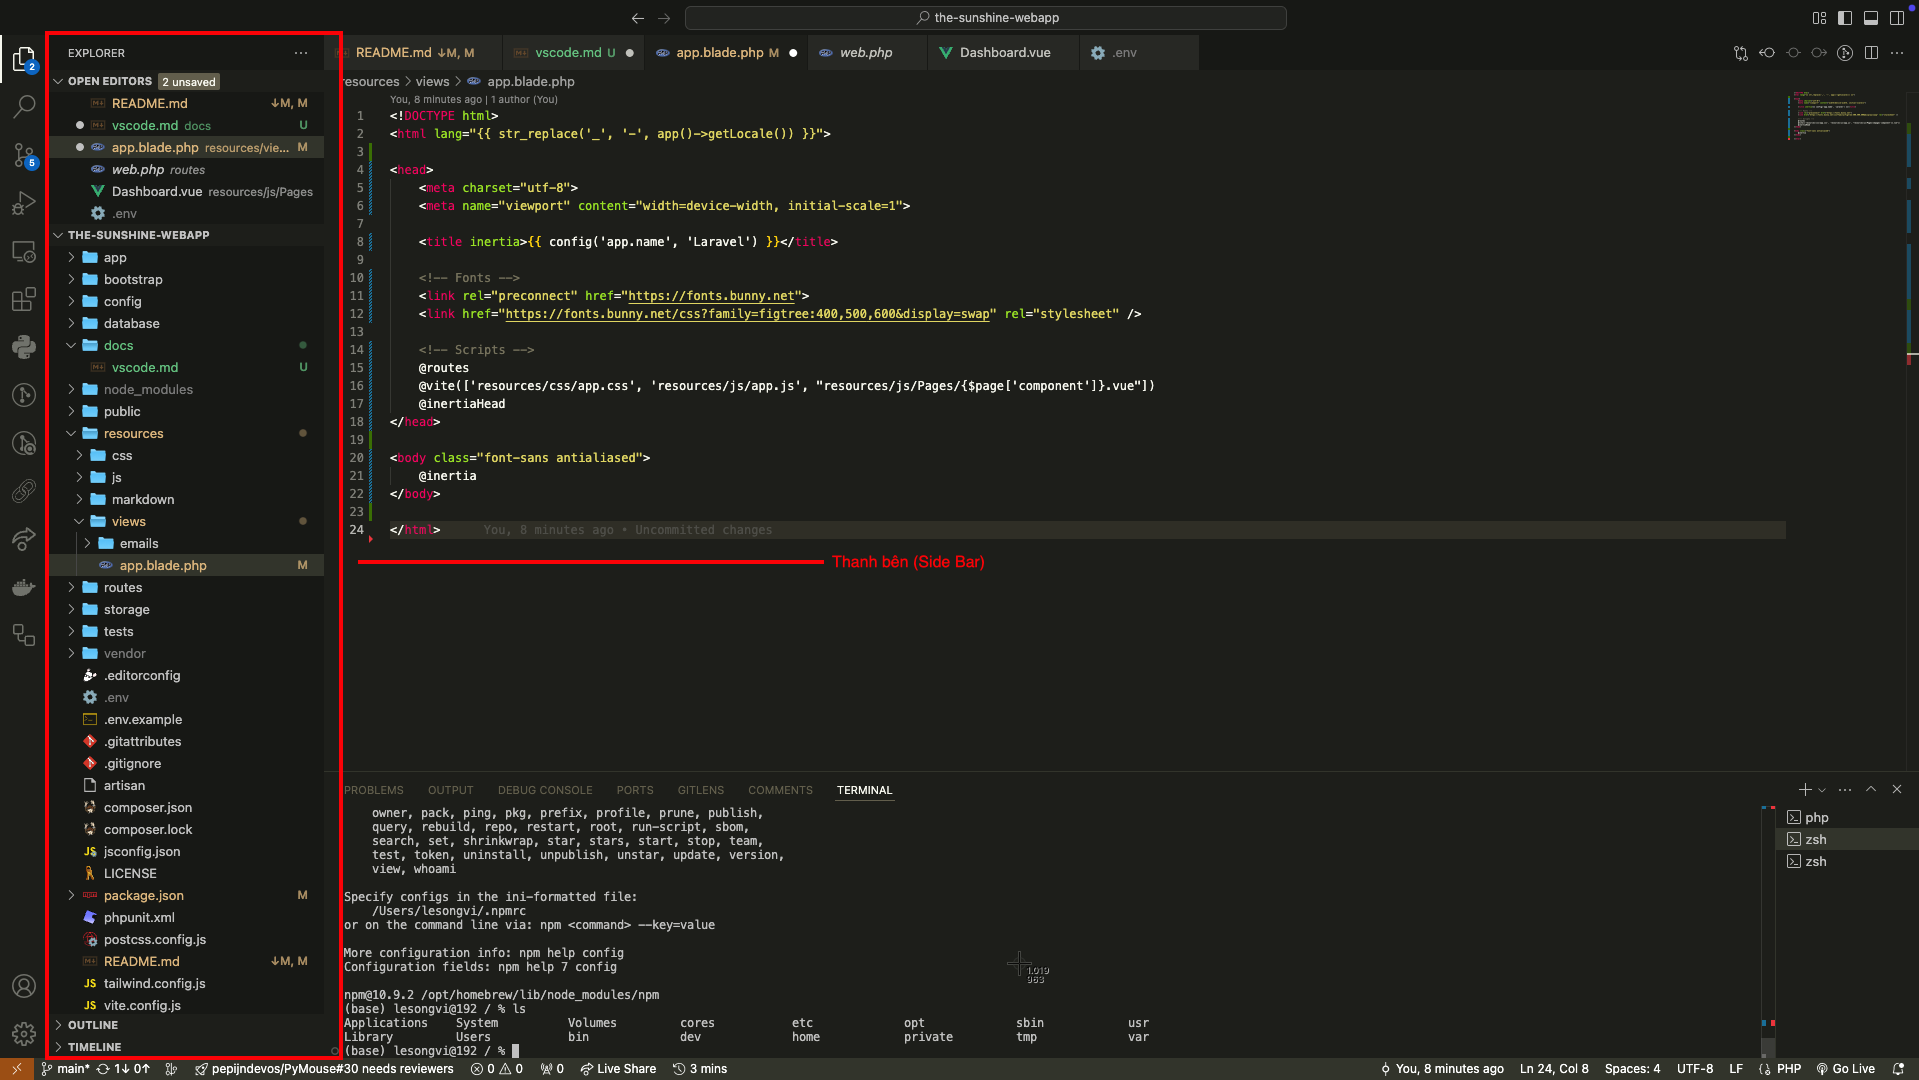 the-sunshine-webapp
EXPLORER
README.md ↓M, M
vscode.md U
app.blade.php M
web.php
Dashboard.vue
.env
2
OPEN EDITORS 2 unsaved
README.md ↓M, M
vscode.md docs U
app.blade.php resources/vie... M
web.php routes
Dashboard.vue resources/js/Pages
.env
5
THE-SUNSHINE-WEBAPP
app
bootstrap
config
database
docs
vscode.md U
node_modules
public
resources
css
js
markdown
views
emails
app.blade.php M
routes
storage
tests
vendor
.editorconfig
.env
.env.example
.gitattributes
.gitignore
artisan
composer.json
composer.lock
jsconfig.json
LICENSE
package.json M
phpunit.xml
postcss.config.js
README.md ↓M, M
tailwind.config.js
vite.config.js
OUTLINE
TIMELINE
resources > views > app.blade.php
You, 8 minutes ago | 1 author (You)
1 <!DOCTYPE html>
2 <html lang="{{ str_replace('_', '-', app()->getLocale()) }}">
3
4 <head>
5 <meta charset="utf-8">
6 <meta name="viewport" content="width=device-width, initial-scale=1">
7
8 <title inertia>{{ config('app.name', 'Laravel') }}</title>
9
10 <!-- Fonts -->
11 <link rel="preconnect" href="https://fonts.bunny.net">
12 <link href="https://fonts.bunny.net/css?family=figtree:400,500,600&display=swap" rel="stylesheet" />
13
14 <!-- Scripts -->
15 @routes
16 @vite(['resources/css/app.css', 'resources/js/app.js', "resources/js/Pages/{$page['component']}.vue"])
17 @inertiaHead
18 </head>
19
20 <body class="font-sans antialiased">
21 @inertia
22 </body>
23
24 </html> You, 8 minutes ago • Uncommitted changes
Thanh bên (Side Bar)
PROBLEMS OUTPUT DEBUG CONSOLE PORTS GITLENS COMMENTS TERMINAL
owner, pack, ping, pkg, prefix, profile, prune, publish,
query, rebuild, repo, restart, root, run-script, sbom,
search, set, shrinkwrap, star, stars, start, stop, team,
test, token, uninstall, unpublish, unstar, update, version,
view, whoami
Specify configs in the ini-formatted file:
/Users/lesongvi/.npmrc
or on the command line via: npm <command> --key=value
More configuration info: npm help config
Configuration fields: npm help 7 config
npm@10.9.2 /opt/homebrew/lib/node_modules/npm
(base) lesongvi@192 / % ls
Applications System Volumes cores etc opt sbin usr
Library Users bin dev home private tmp var
(base) lesongvi@192 / %
1.019
963
php
zsh
zsh
main* 1↓ 0↑ pepijndevos/PyMouse#30 needs reviewers 0 0 0 Live Share 3 mins You, 8 minutes ago Ln 24, Col 8 Spaces: 4 UTF-8 LF PHP Go Live